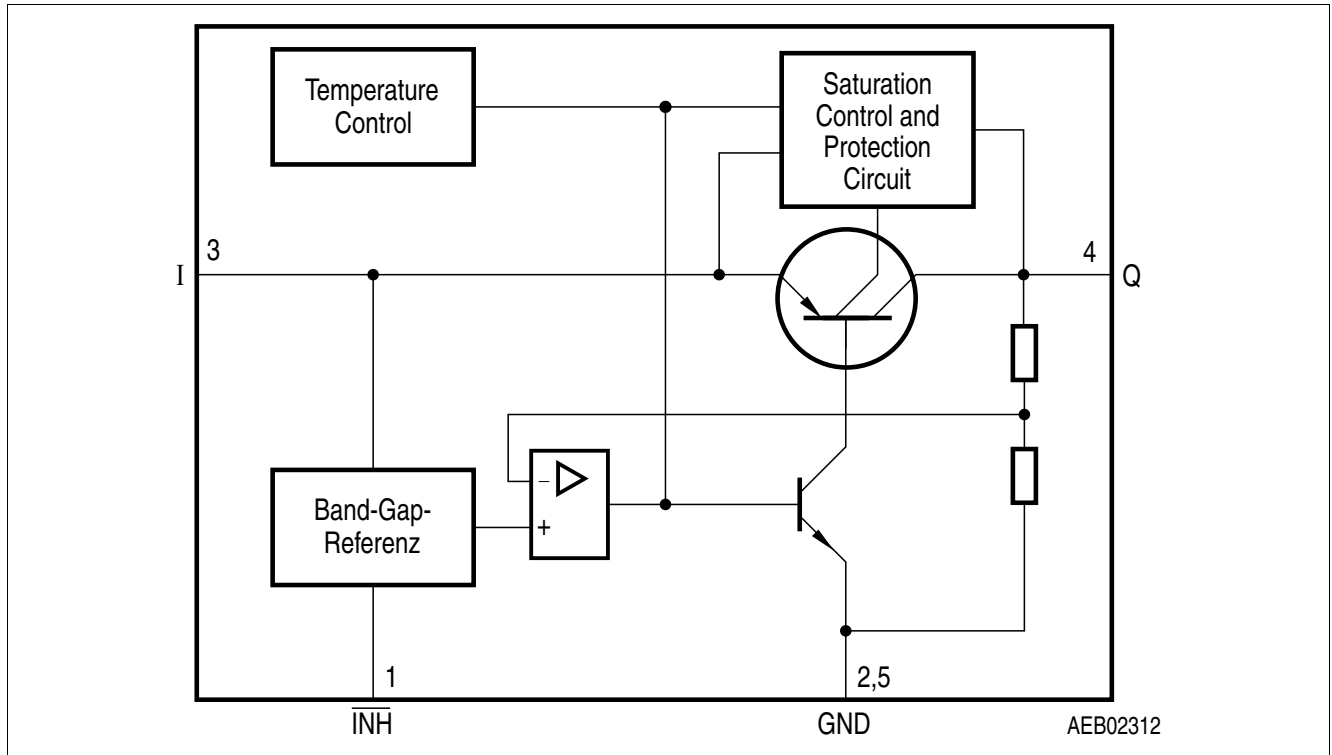 Temperature
Control
Saturation
Control and
Protection
Circuit
3
I
4
Q
Band-Gap-
Referenz
−
+
1
2,5
INH
GND
AEB02312